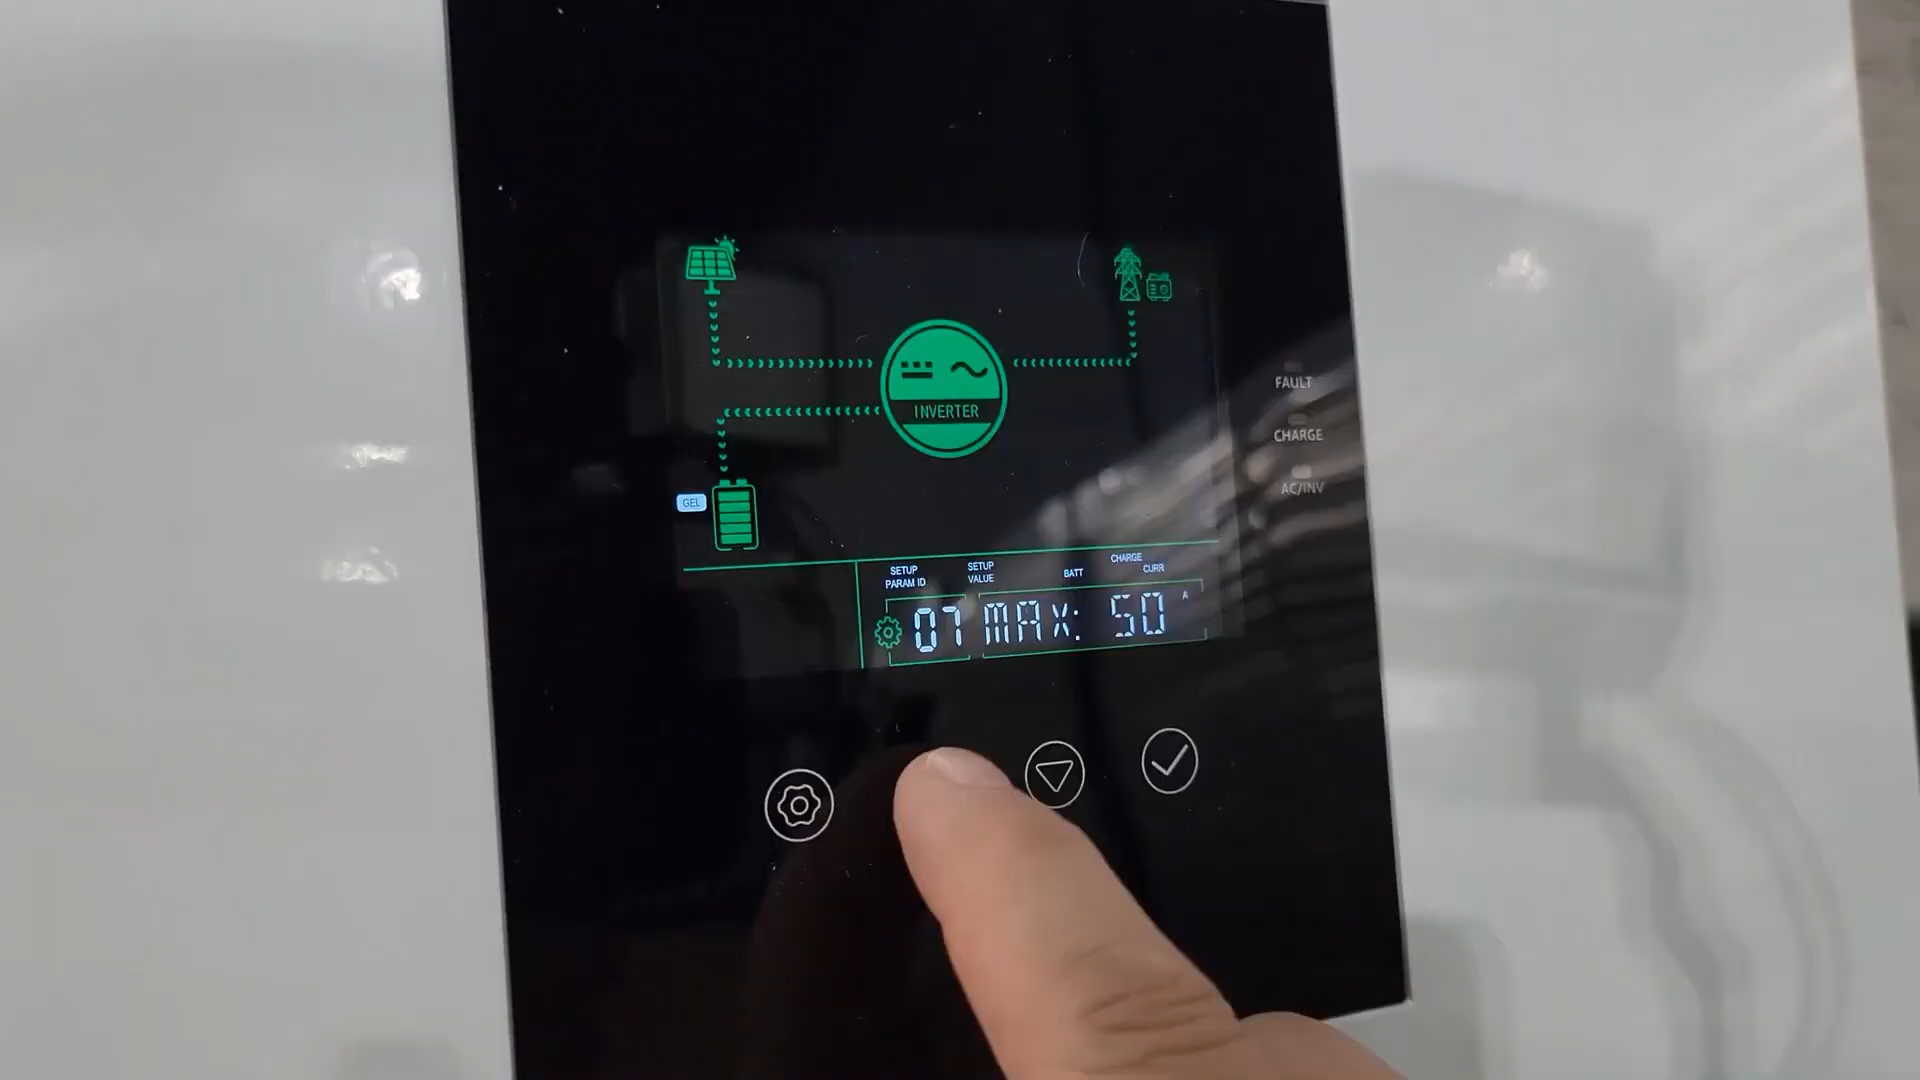 INVERTER
FAULT
CHARGE
AC/INV
GEL
SETUP PARAM ID
SETUP VALUE
BATT
CHARGE CURR
07 MAX: 50 A